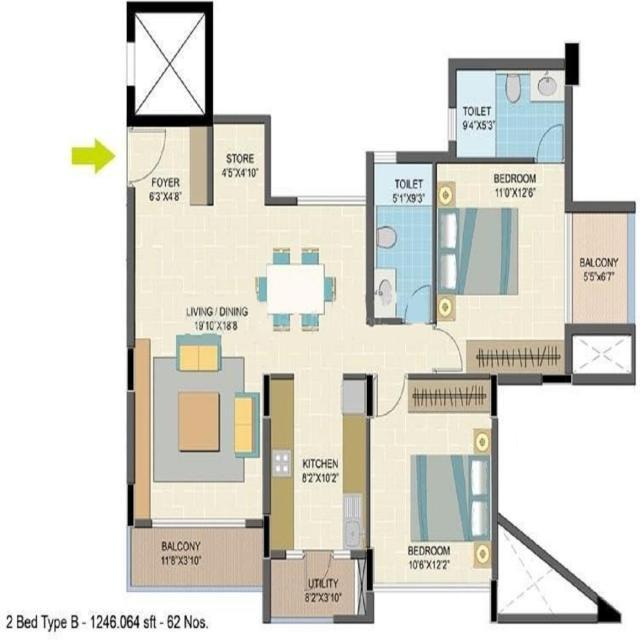 TOILET
9'4"X5'3"
STORE
4'5"X4'10"
FOYER
6'3"X4'8"
TOILET
5'1"X9'3"
BEDROOM
11'0"X12'6"
BALCONY
5'5"x6'7"
LIVING / DINING
19'10"X18'8
KITCHEN
8'2"X10'2"
BALCONY
11'8"X3'10"
BEDROOM
10'6"X12'2"
UTILITY
8'2"X3'10"
2 Bed Type B - 1246.064 sft - 62 Nos.